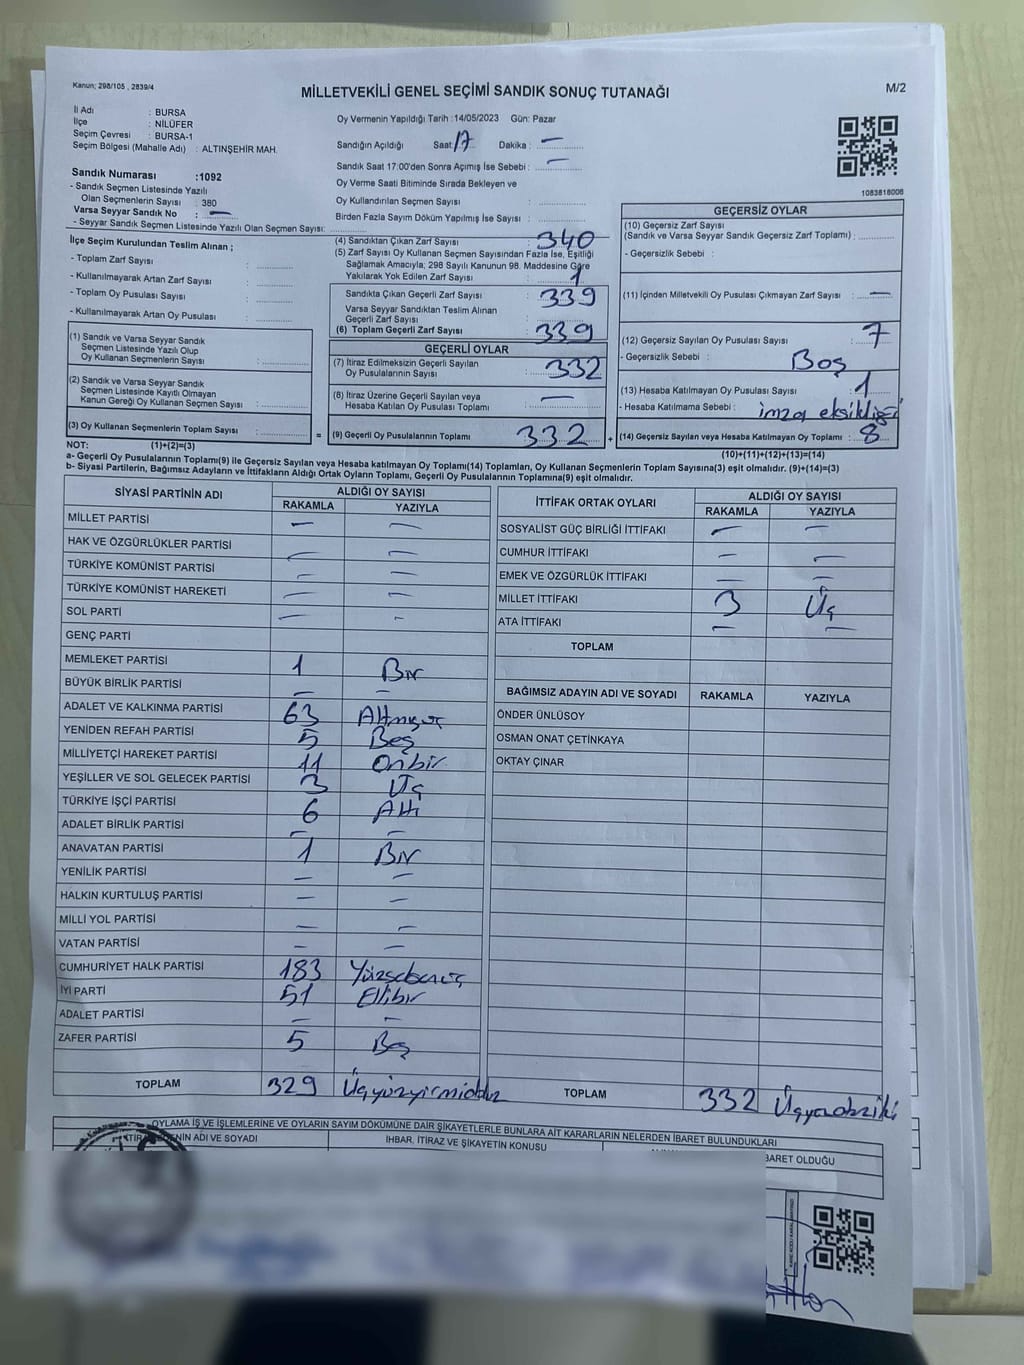 Kanun; 298/105 , 2839/4
MİLLETVEKİLİ GENEL SEÇİMİ SANDIK SONUÇ TUTANAĞI
M/2
İl Adı : BURSA
İlçe : NİLÜFER
Seçim Çevresi : BURSA-1
Seçim Bölgesi (Mahalle Adı) : ALTINŞEHİR MAH.
Sandık Numarası :1092
- Sandık Seçmen Listesinde Yazılı
Olan Seçmenlerin Sayısı : 380
Varsa Seyyar Sandık No : —
- Seyyar Sandık Seçmen Listesinde Yazılı Olan Seçmen Sayısı:
Oy Vermenin Yapıldığı Tarih :14/05/2023 Gün: Pazar
Sandığın Açıldığı Saat 17 Dakika : —
Sandık Saat 17:00'den Sonra Açımış İse Sebebi : —
Oy Verme Saati Bitiminde Sırada Bekleyen ve
Oy Kullandırılan Seçmen Sayısı :
Birden Fazla Sayım Döküm Yapılmış İse Sayısı :
1083818006
İlçe Seçim Kurulundan Teslim Alınan ;
- Toplam Zarf Sayısı :
- Kullanılmayarak Artan Zarf Sayısı :
- Toplam Oy Pusulası Sayısı :
- Kullanılmayarak Artan Oy Pusulası :
(1) Sandık ve Varsa Seyyar Sandık
Seçmen Listesinde Yazılı Olup
Oy Kullanan Seçmenlerin Sayısı :
(2) Sandık ve Varsa Seyyar Sandık
Seçmen Listesinde Kayıtlı Olmayan
Kanun Gereği Oy Kullanan Seçmen Sayısı :
(3) Oy Kullanan Seçmenlerin Toplam Sayısı :
=
(4) Sandıktan Çıkan Zarf Sayısı : 340
(5) Zarf Sayısı Oy Kullanan Seçmen Sayısından Fazla İse, Eşitliği
Sağlamak Amacıyla; 298 Sayılı Kanunun 98. Maddesine Göre
Yakılarak Yok Edilen Zarf Sayısı : 1
Sandıkta Çıkan Geçerli Zarf Sayısı : 339
Varsa Seyyar Sandıktan Teslim Alınan
Geçerli Zarf Sayısı :
(6) Toplam Geçerli Zarf Sayısı : 339
GEÇERLİ OYLAR
(7) İtiraz Edilmeksizin Geçerli Sayılan
Oy Pusulalarının Sayısı : 332
(8) İtiraz Üzerine Geçerli Sayılan veya
Hesaba Katılan Oy Pusulaları Toplamı : —
(9) Geçerli Oy Pusulalarının Toplamı : 332
+
GEÇERSİZ OYLAR
(10) Geçersiz Zarf Sayısı
(Sandık ve Varsa Seyyar Sandık Geçersiz Zarf Toplamı) :
- Geçersizlik Sebebi :
(11) İçinden Milletvekili Oy Pusulası Çıkmayan Zarf Sayısı : —
(12) Geçersiz Sayılan Oy Pusulası Sayısı : 7
- Geçersizlik Sebebi : Boş
(13) Hesaba Katılmayan Oy Pusulası Sayısı : 1
- Hesaba Katılmama Sebebi : imza eksikliği
(14) Geçersiz Sayılan veya Hesaba Katılmayan Oy Toplamı : 8
NOT: (1)+(2)=(3)
(10)+(11)+(12)+(13)=(14)
a- Geçerli Oy Pusulalarının Toplamı(9) ile Geçersiz Sayılan veya Hesaba katılmayan Oy Toplamı(14) Toplamları, Oy Kullanan Seçmenlerin Toplam Sayısına(3) eşit olmalıdır. (9)+(14)=(3)
b- Siyasi Partilerin, Bağımsız Adayların ve İttifakların Aldığı Ortak Oyların Toplamı, Geçerli Oy Pusulalarının Toplamına(9) eşit olmalıdır.
SİYASİ PARTİNİN ADI ALDIĞI OY SAYISI
RAKAMLA YAZIYLA
MİLLET PARTİSİ — —
HAK VE ÖZGÜRLÜKLER PARTİSİ — —
TÜRKİYE KOMÜNİST PARTİSİ — —
TÜRKİYE KOMÜNİST HAREKETİ — —
SOL PARTİ — -
GENÇ PARTİ
MEMLEKET PARTİSİ 1 Bir
BÜYÜK BİRLİK PARTİSİ — —
ADALET VE KALKINMA PARTİSİ 63 Altmışüç
YENİDEN REFAH PARTİSİ 5 Beş
MİLLİYETÇİ HAREKET PARTİSİ 11 Onbir
YEŞİLLER VE SOL GELECEK PARTİSİ 3 Üç
TÜRKİYE İŞÇİ PARTİSİ 6 Altı
ADALET BİRLİK PARTİSİ — —
ANAVATAN PARTİSİ 1 Bir
YENİLİK PARTİSİ — —
HALKIN KURTULUŞ PARTİSİ — —
MİLLİ YOL PARTİSİ — —
VATAN PARTİSİ — —
CUMHURİYET HALK PARTİSİ 183 Yüzseksenüç
İYİ PARTİ 51 Ellibir
ADALET PARTİSİ — —
ZAFER PARTİSİ 5 Beş
TOPLAM 329 Üçyüzyirmidokuz
İTTİFAK ORTAK OYLARI ALDIĞI OY SAYISI
RAKAMLA YAZIYLA
SOSYALİST GÜÇ BİRLİĞİ İTTİFAKI — —
CUMHUR İTTİFAKI — —
EMEK VE ÖZGÜRLÜK İTTİFAKI — —
MİLLET İTTİFAKI 3 Üç
ATA İTTİFAKI — —
TOPLAM
BAĞIMSIZ ADAYIN ADI VE SOYADI RAKAMLA YAZIYLA
ÖNDER ÜNLÜSOY
OSMAN ONAT ÇETİNKAYA
OKTAY ÇINAR
TOPLAM 332 Üçyüzotuziki
OYLAMA İŞ VE İŞLEMLERİNE VE OYLARIN SAYIM DÖKÜMÜNE DAİR ŞİKAYETLERLE BUNLARA AİT KARARLARIN NELERDEN İBARET BULUNDUKLARI
ADI VE SOYADI İHBAR, İTİRAZ VE ŞİKAYETİN KONUSU
OLDUĞU